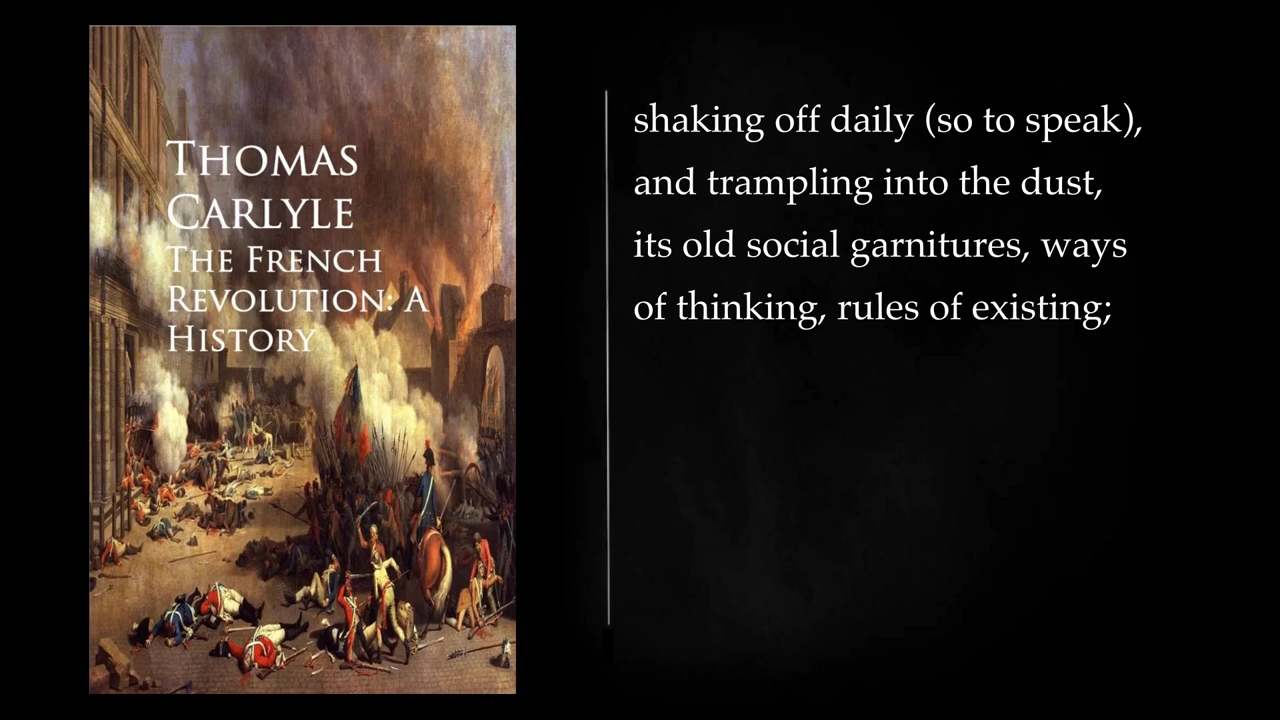 THOMAS
CARLYLE
THE FRENCH
REVOLUTION: A
HISTORY
shaking off daily (so to speak),
and trampling into the dust,
its old social garnitures, ways
of thinking, rules of existing;